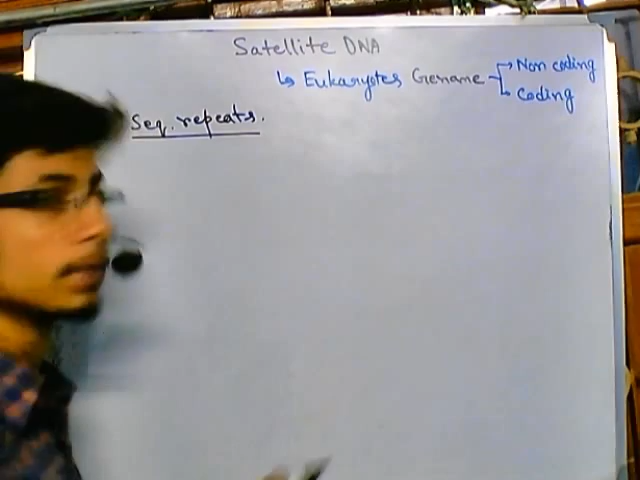 Satellite DNA
↳ Eukaryotes Genome
Non coding
Coding
Seq. repeats.